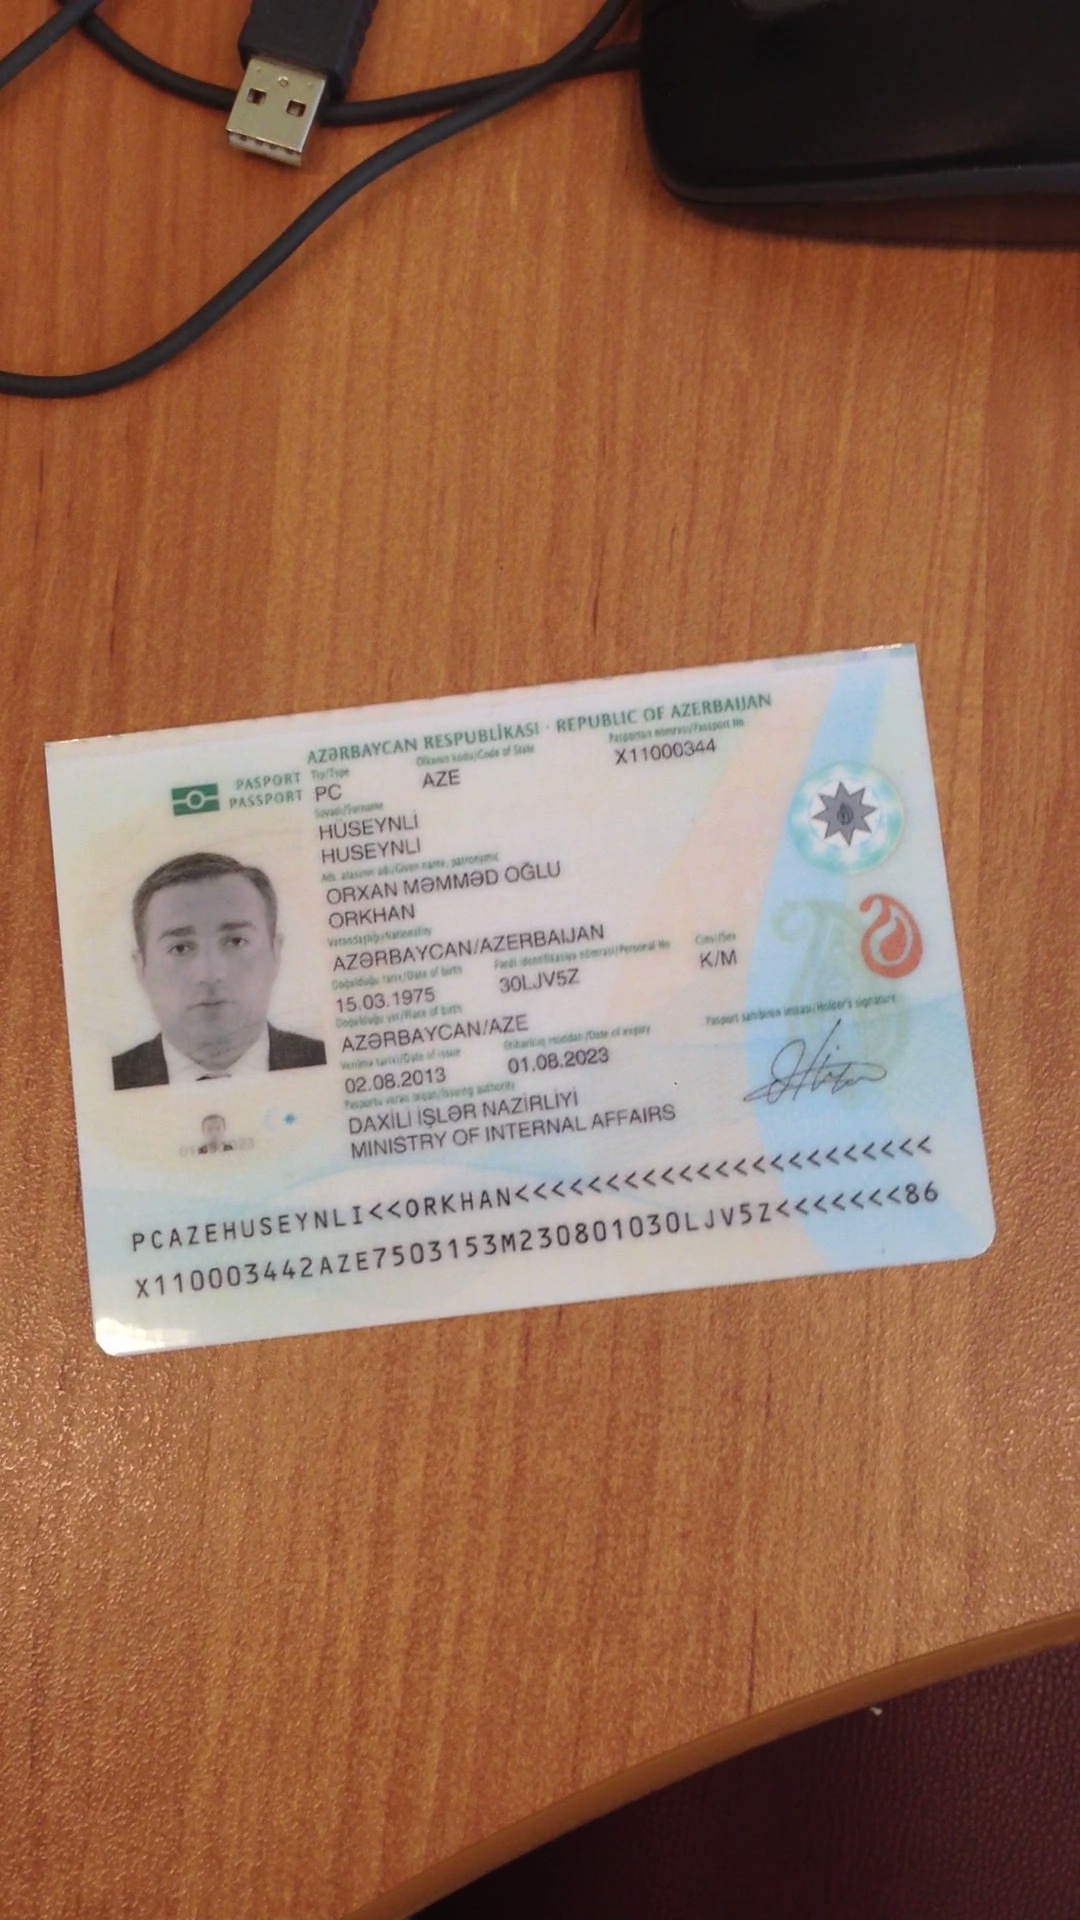 AZƏRBAYCAN RESPUBLİKASI · REPUBLIC OF AZERBAIJAN
PASPORT
PASSPORT
Tip/Type
Ölkənin kodu/Code of State
Pasportun nömrəsi/Passport No
PC
AZE
X11000344
Soyadı/Surname
HÜSEYNLİ
HUSEYNLI
Adı, atasının adı/Given name, patronymic
ORXAN MƏMMƏD OĞLU
ORKHAN
Vətəndaşlığı/Nationality
AZƏRBAYCAN/AZERBAIJAN
Doğulduğu tarix/Date of birth
Fərdi identifikasiya nömrəsi/Personal No
Cinsi/Sex
15.03.1975
30LJV5Z
K/M
Doğulduğu yer/Place of birth
AZƏRBAYCAN/AZE
Pasport sahibinin imzası/Holder's signature
Verilmə tarixi/Date of issue
Etibarlılıq müddəti/Date of expiry
02.08.2013
01.08.2023
Pasportu verən orqan/Issuing authority
DAXİLİ İŞLƏR NAZİRLİYİ
MINISTRY OF INTERNAL AFFAIRS
PCAZEHUSEYNLI<<ORKHAN<<<<<<<<<<<<<<<<<<<<<<<
X110003442AZE7503153M230801030LJV5Z<<<<<<<86